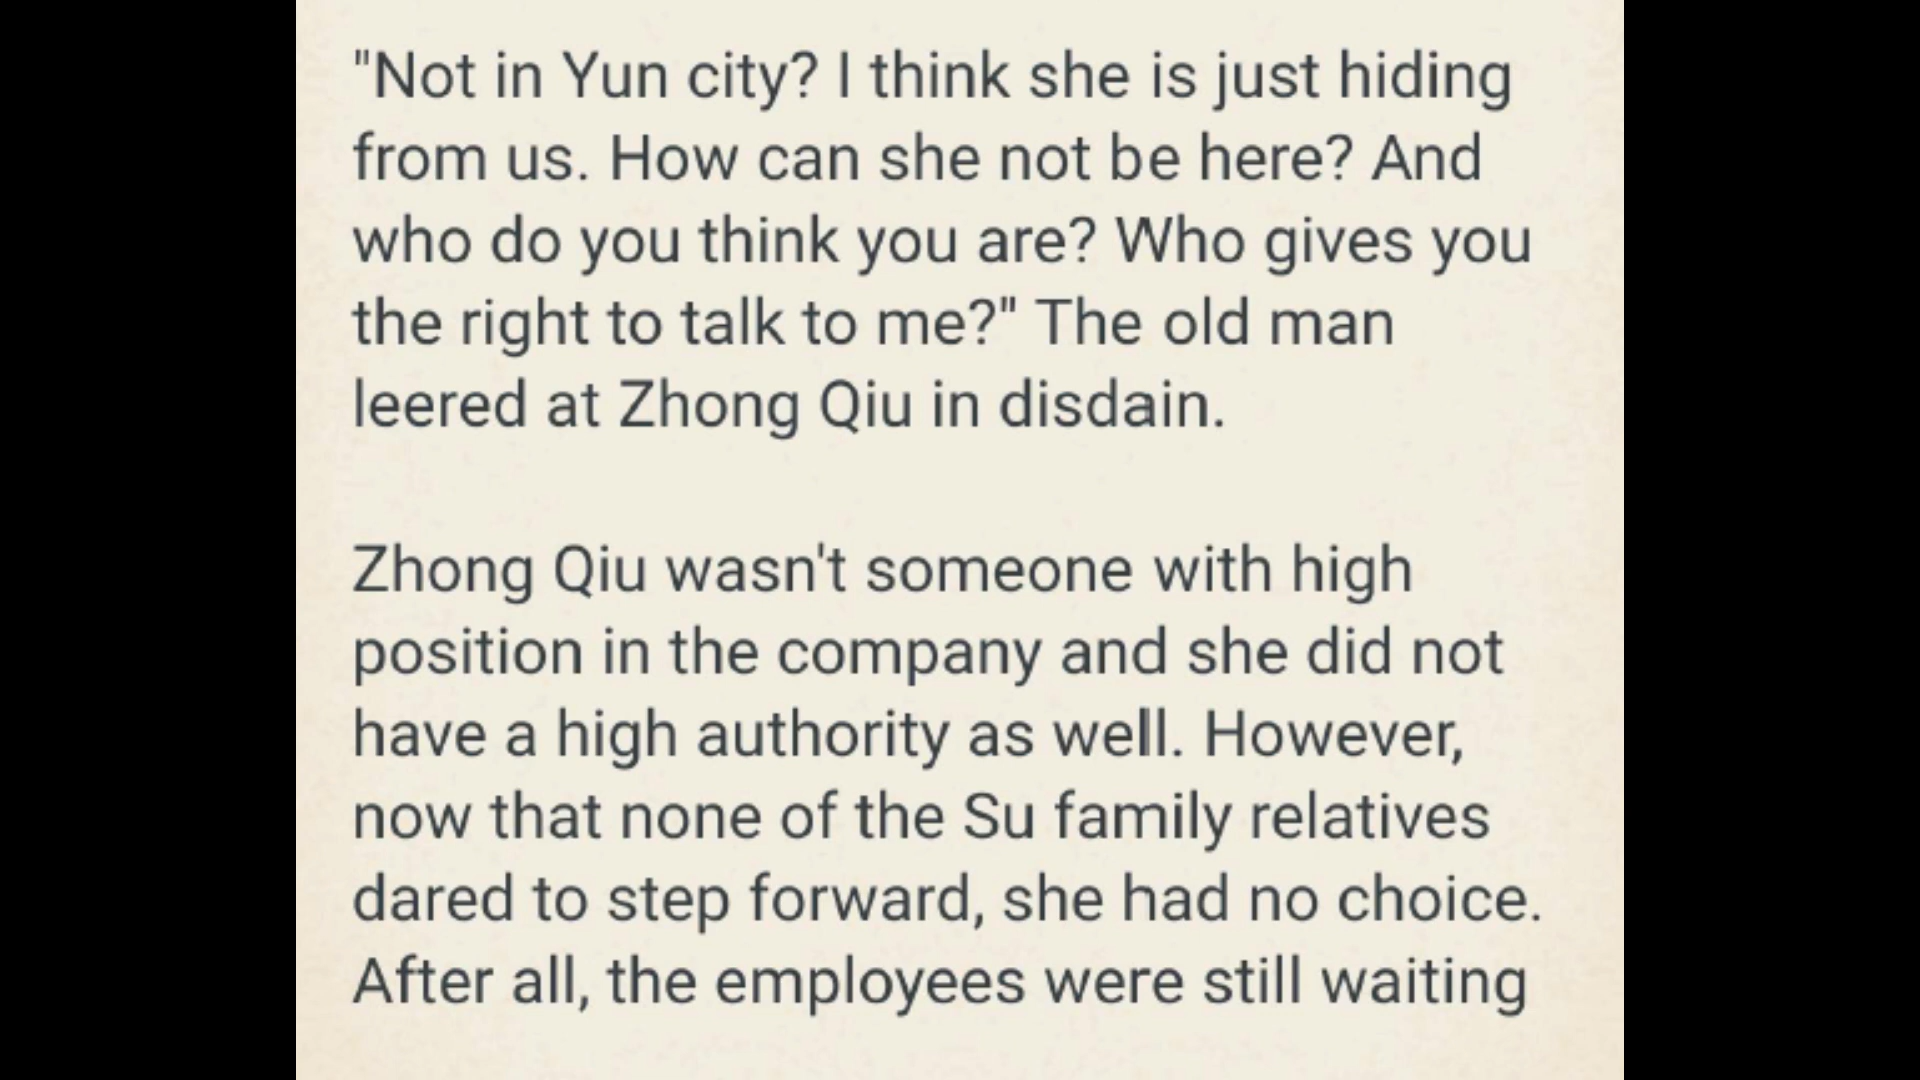 "Not in Yun city? I think she is just hiding
from us. How can she not be here? And
who do you think you are? Who gives you
the right to talk to me?" The old man
leered at Zhong Qiu in disdain.
Zhong Qiu wasn't someone with high
position in the company and she did not
have a high authority as well. However,
now that none of the Su family relatives
dared to step forward, she had no choice.
After all, the employees were still waiting